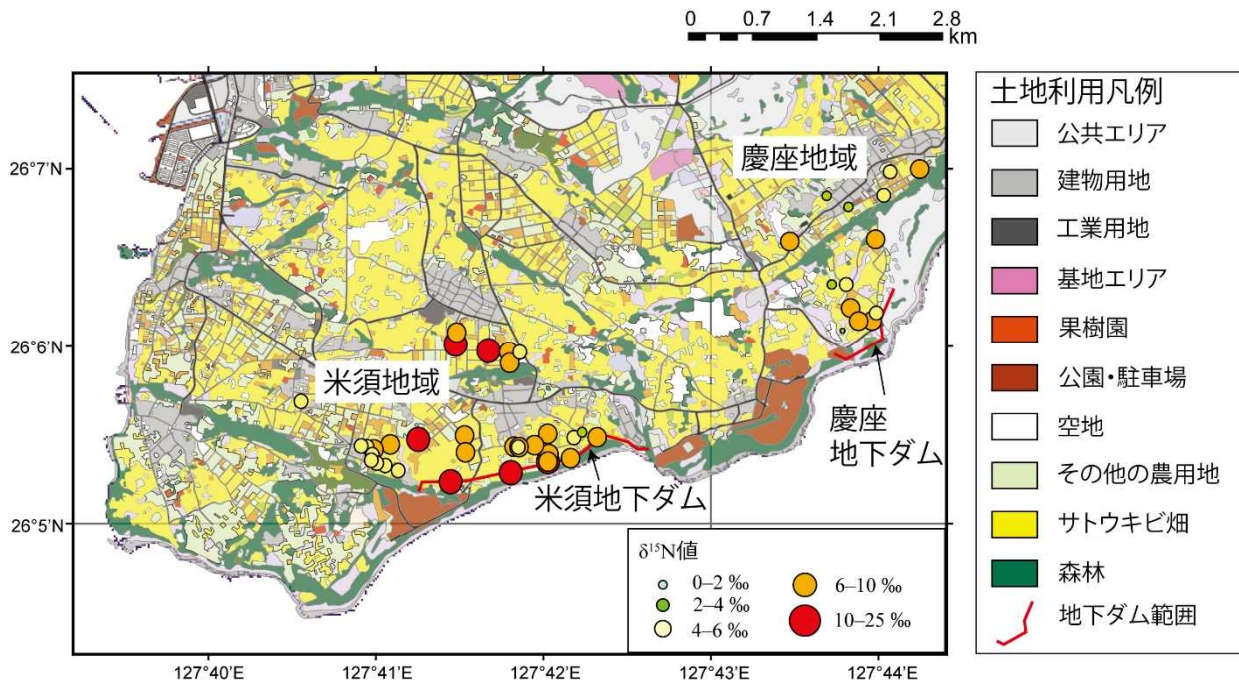 0 0.7 1.4 2.1 2.8
km
26°7'N
26°6'N
26°5'N
慶座地域
米須地域
慶座
地下ダム
米須地下ダム
δ¹⁵N値
0–2 ‰
2–4 ‰
4–6 ‰
6–10 ‰
10–25 ‰
127°40'E 127°41'E 127°42'E 127°43'E 127°44'E
土地利用凡例
公共エリア
建物用地
工業用地
基地エリア
果樹園
公園・駐車場
空地
その他の農用地
サトウキビ畑
森林
地下ダム範囲